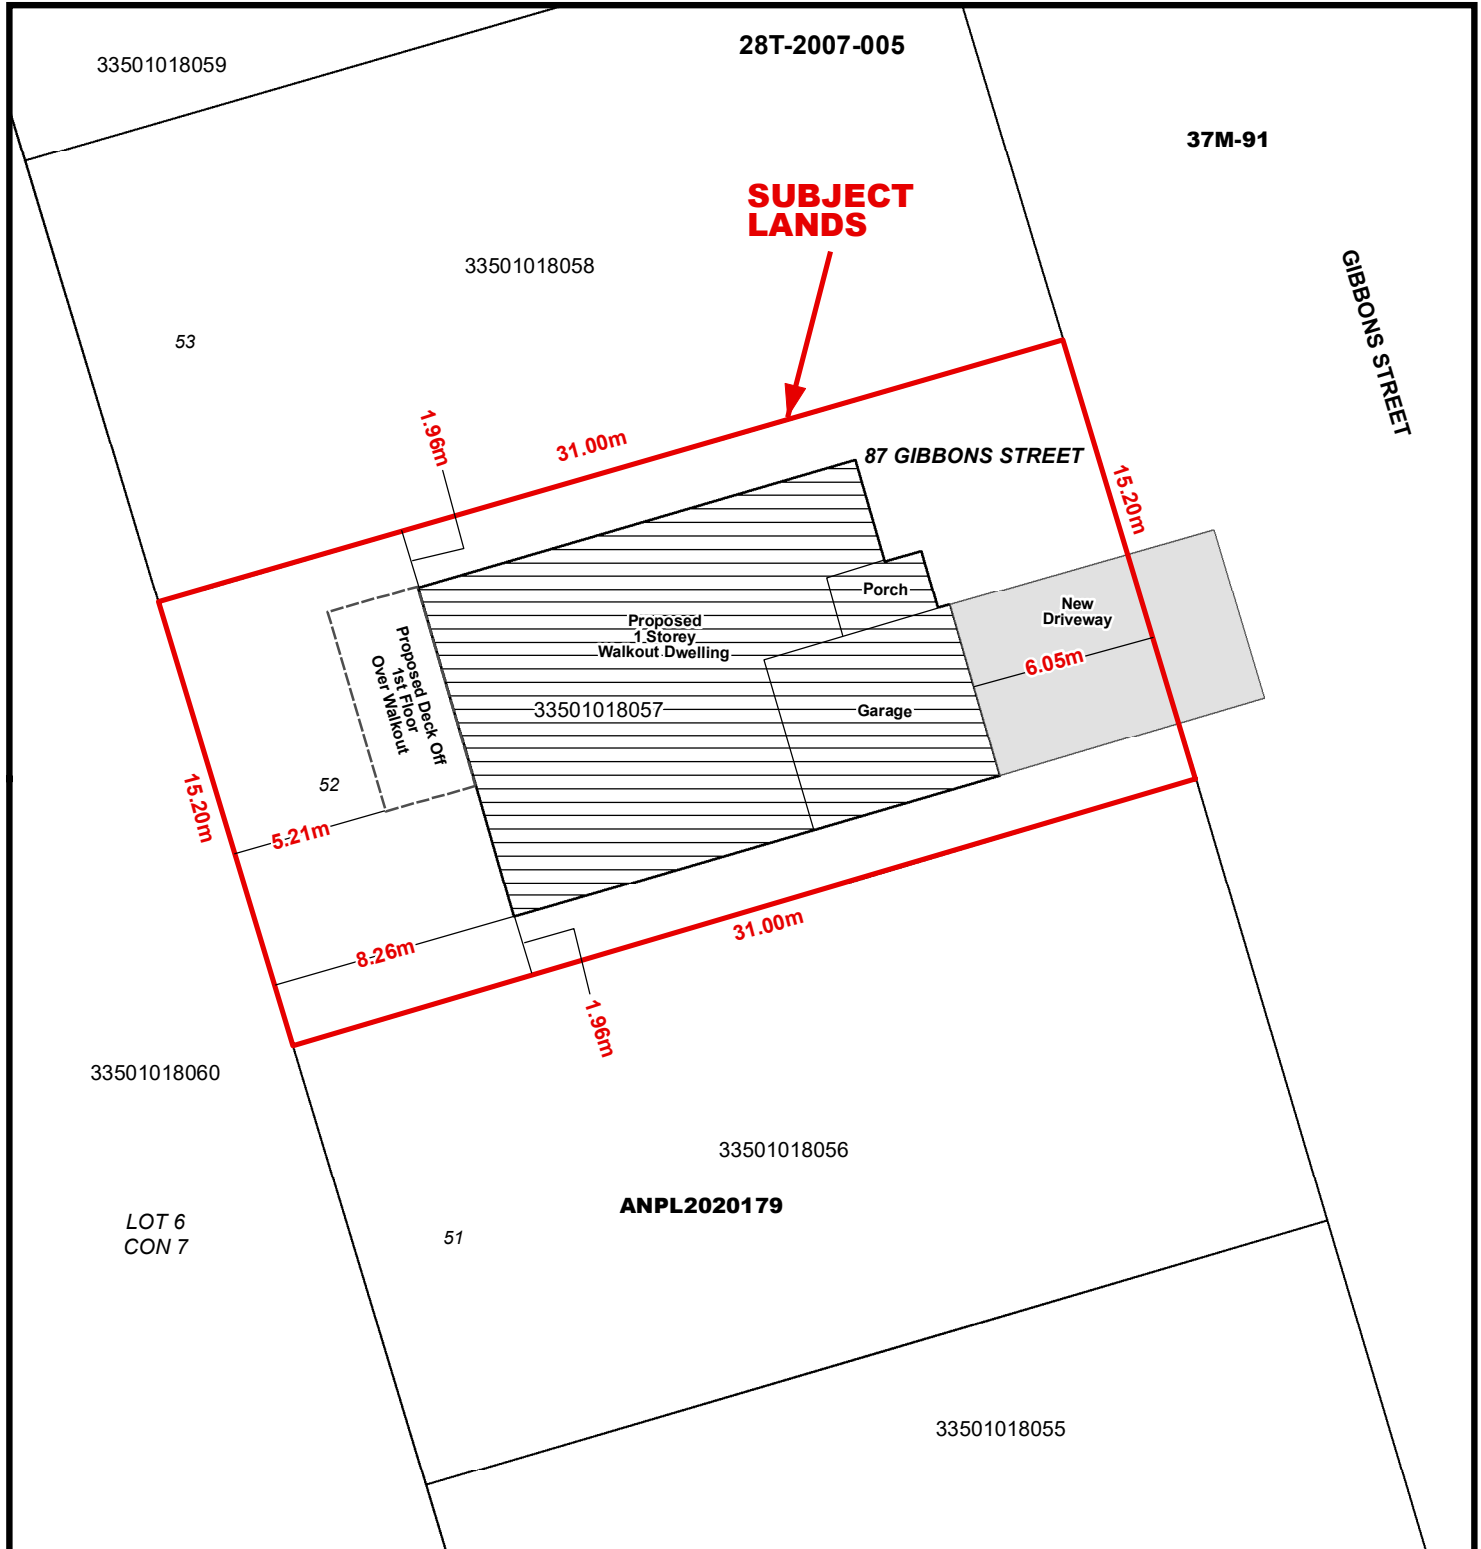 28T-2007-005
33501018059
37M-91
SUBJECT
LANDS
33501018058
GIBBONS STREET
53
1.96m
31.00m
87 GIBBONS STREET
15.20m
Porch
New
Driveway
Proposed
1 Storey
Walkout Dwelling
6.05m
Proposed Deck Off
1st Floor
Over Walkout
33501018057
Garage
52
15.20m
5.21m
31.00m
8.26m
1.96m
33501018060
33501018056
ANPL2020179
LOT 6
CON 7
51
33501018055